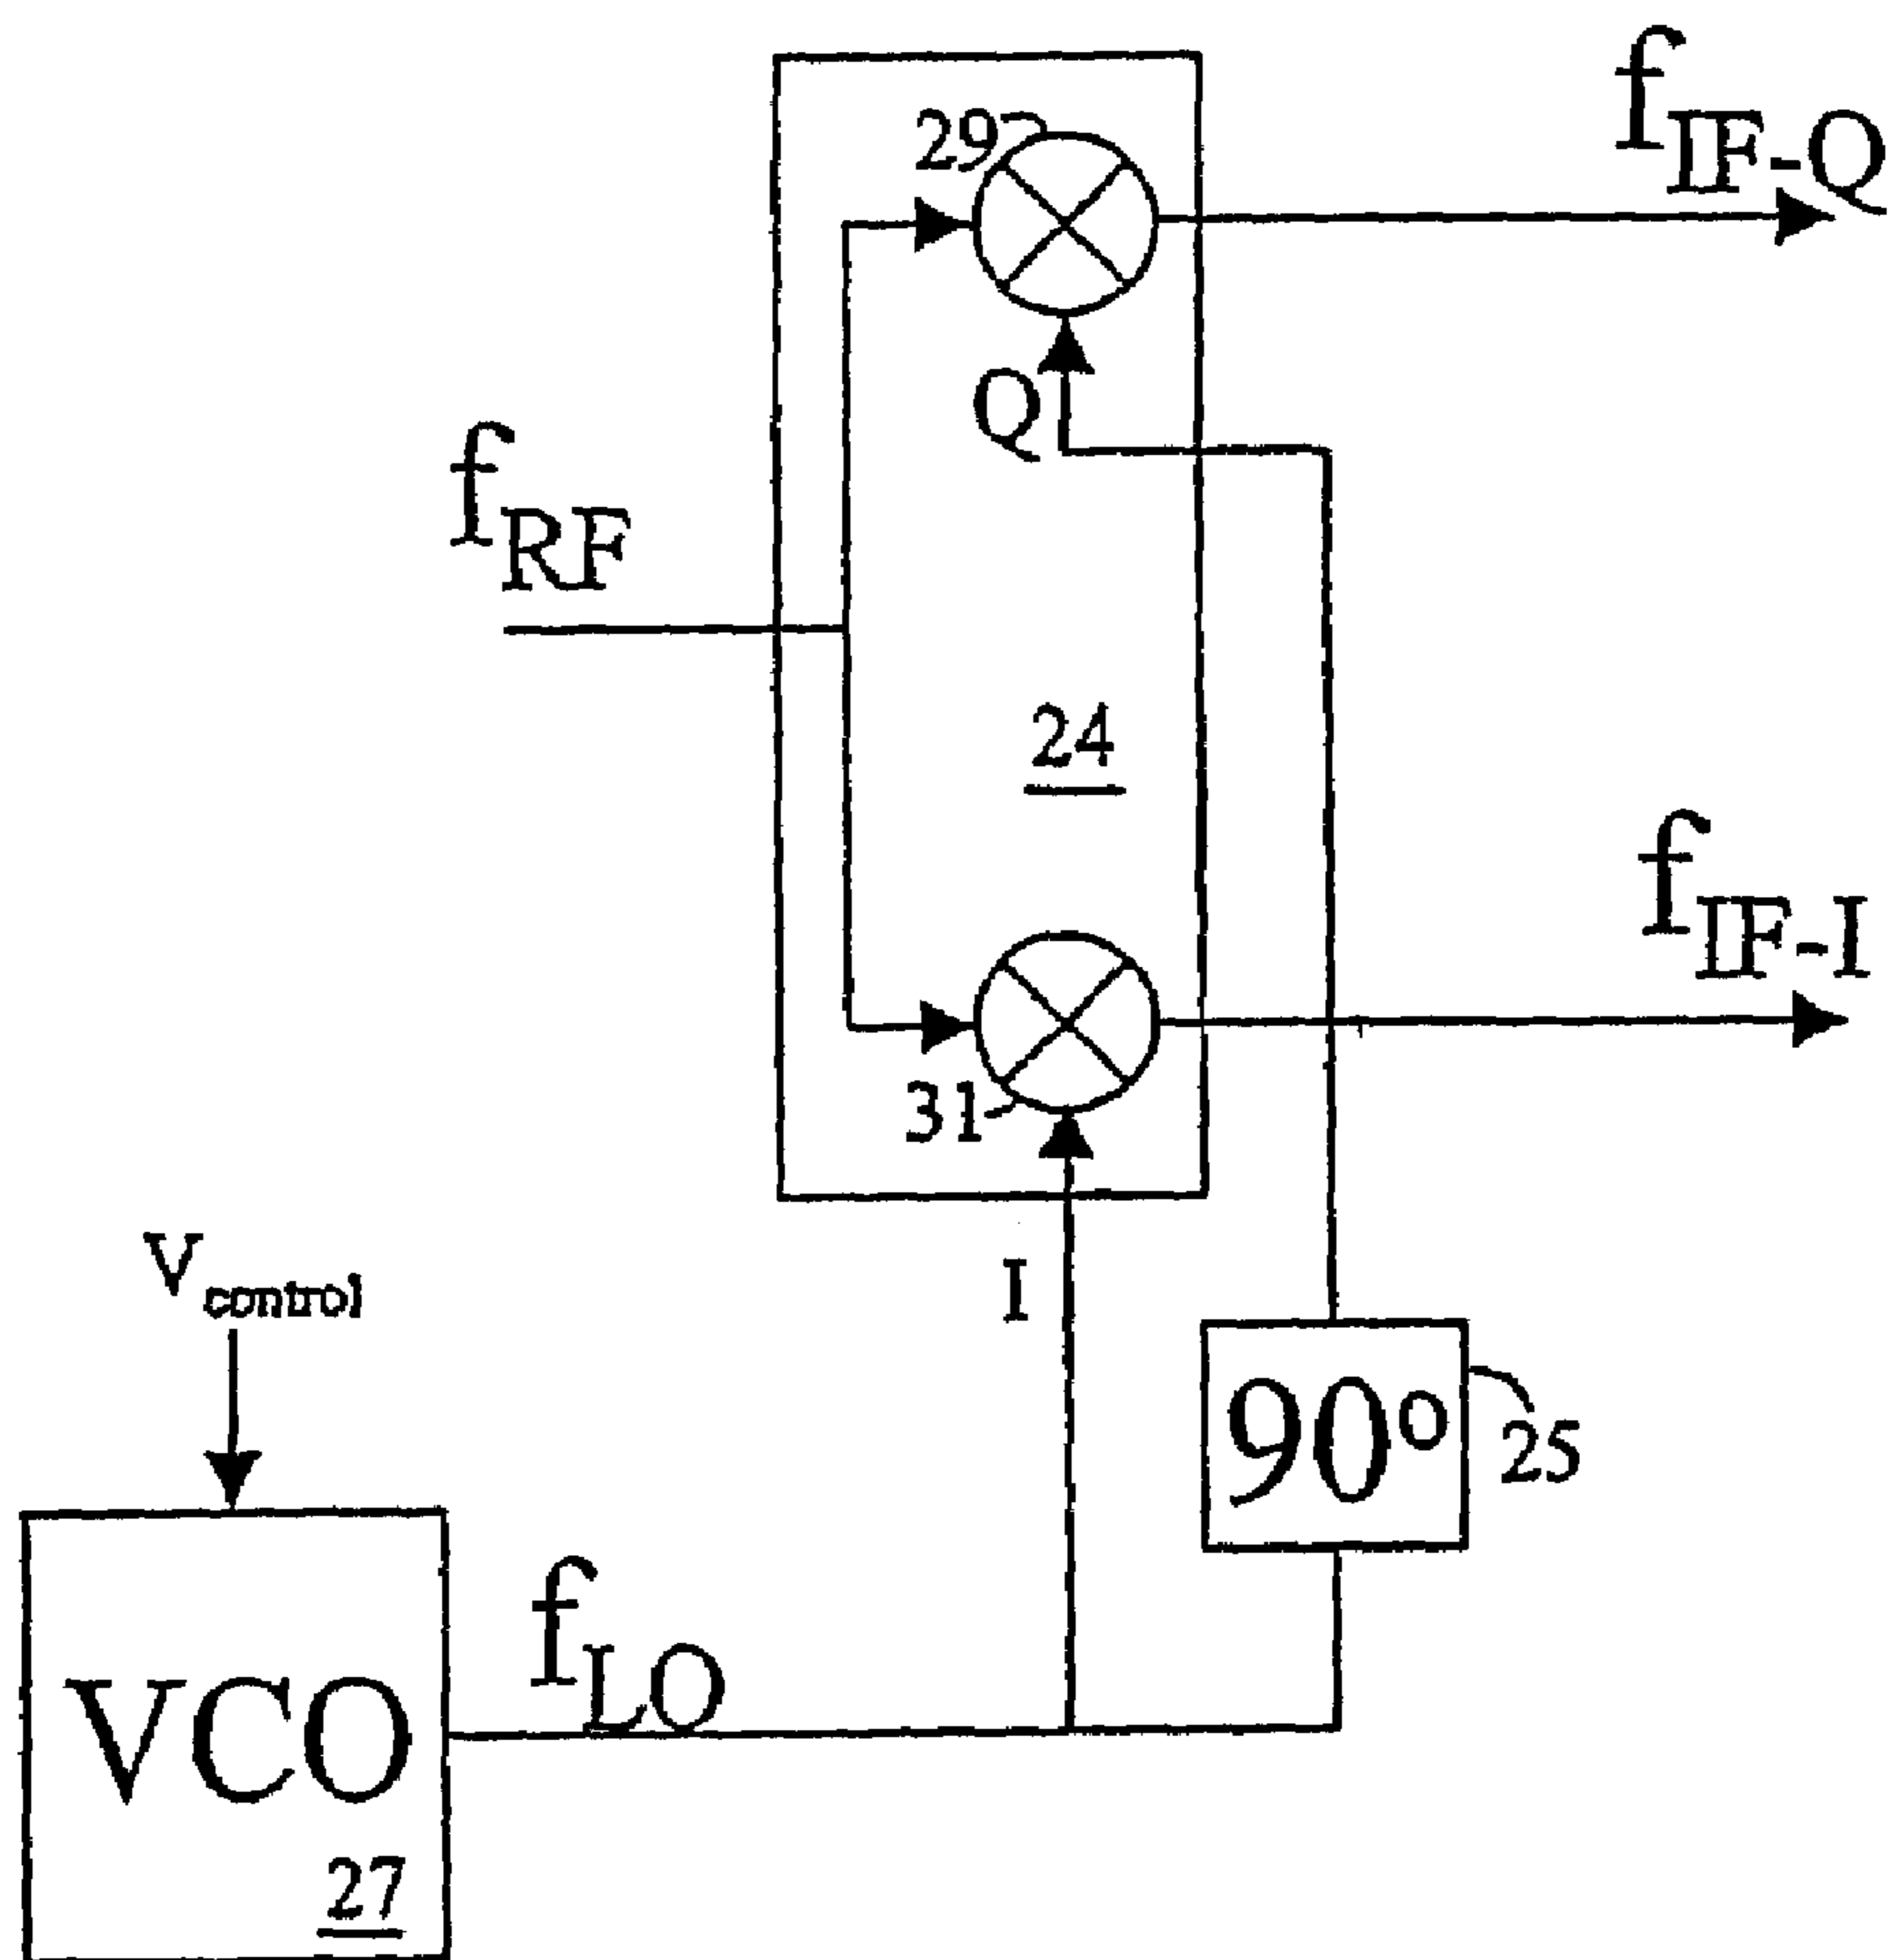 29
f_IF-Q
Q
f_RF
24
f_IF-I
31
V_control
I
90°
25
f_LO
VCO
27